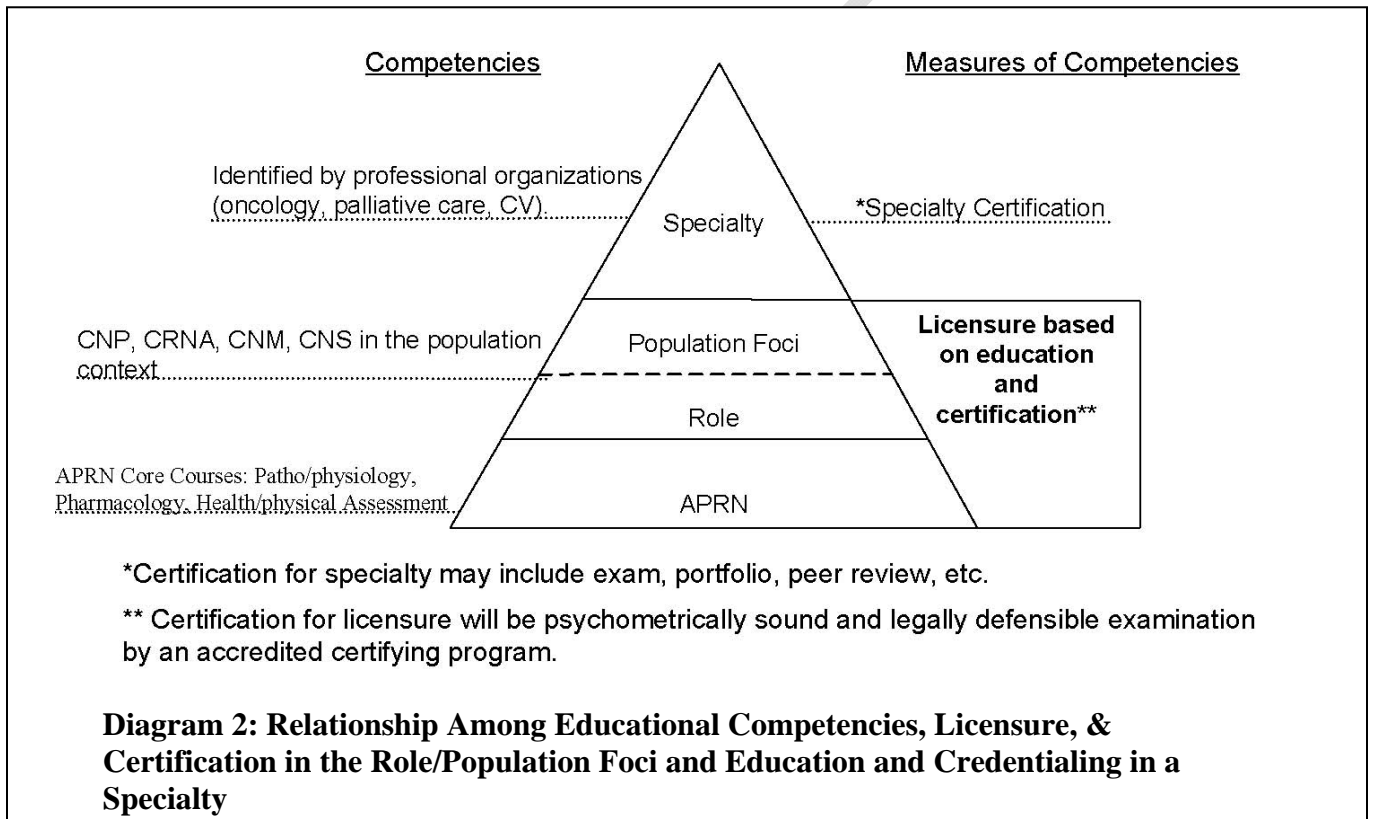 Competencies
Measures of Competencies
Identified by professional organizations
(oncology, palliative care, CV).
Specialty
*Specialty Certification
CNP, CRNA, CNM, CNS in the population
context
Population Foci
Role
Licensure based
on education
and
certification**
APRN Core Courses: Patho/physiology,
Pharmacology, Health/physical Assessment
APRN
*Certification for specialty may include exam, portfolio, peer review, etc.
** Certification for licensure will be psychometrically sound and legally defensible examination
by an accredited certifying program.
Diagram 2: Relationship Among Educational Competencies, Licensure, &
Certification in the Role/Population Foci and Education and Credentialing in a
Specialty